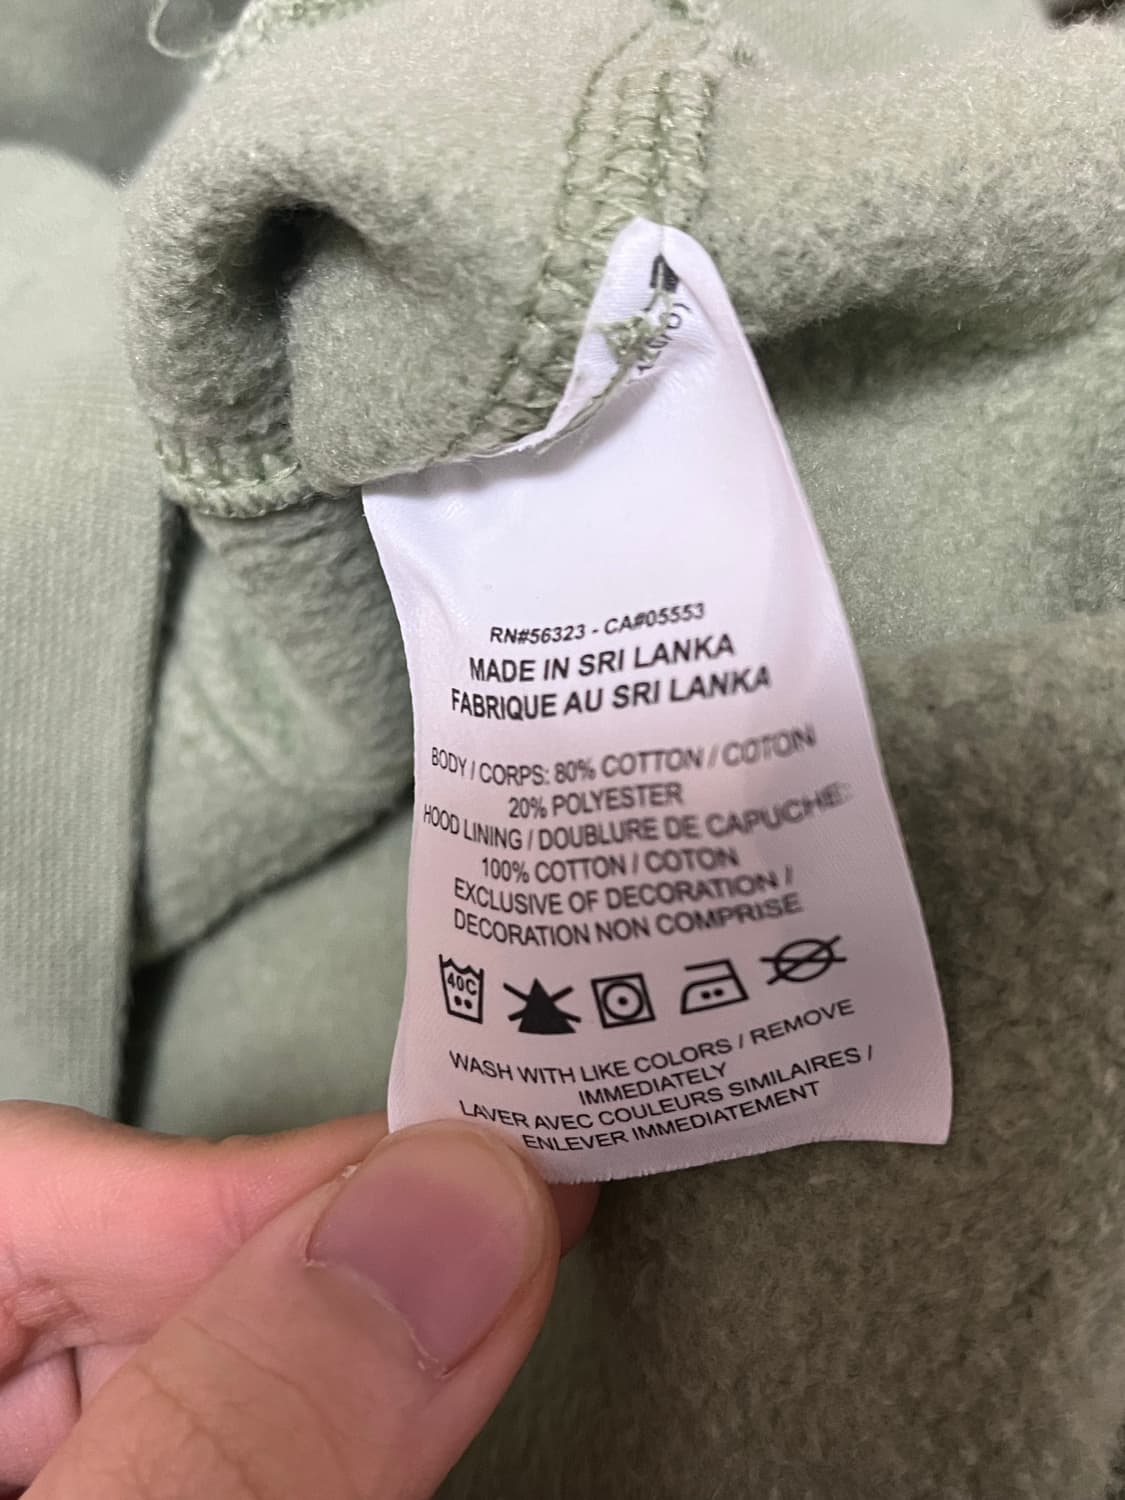 RN#56323 - CA#05553
MADE IN SRI LANKA
FABRIQUE AU SRI LANKA
BODY / CORPS: 80% COTTON / COTON
20% POLYESTER
HOOD LINING / DOUBLURE DE CAPUCHE:
100% COTTON / COTON
EXCLUSIVE OF DECORATION /
DECORATION NON COMPRISE
40C
WASH WITH LIKE COLORS / REMOVE
IMMEDIATELY
LAVER AVEC COULEURS SIMILAIRES /
ENLEVER IMMEDIATEMENT